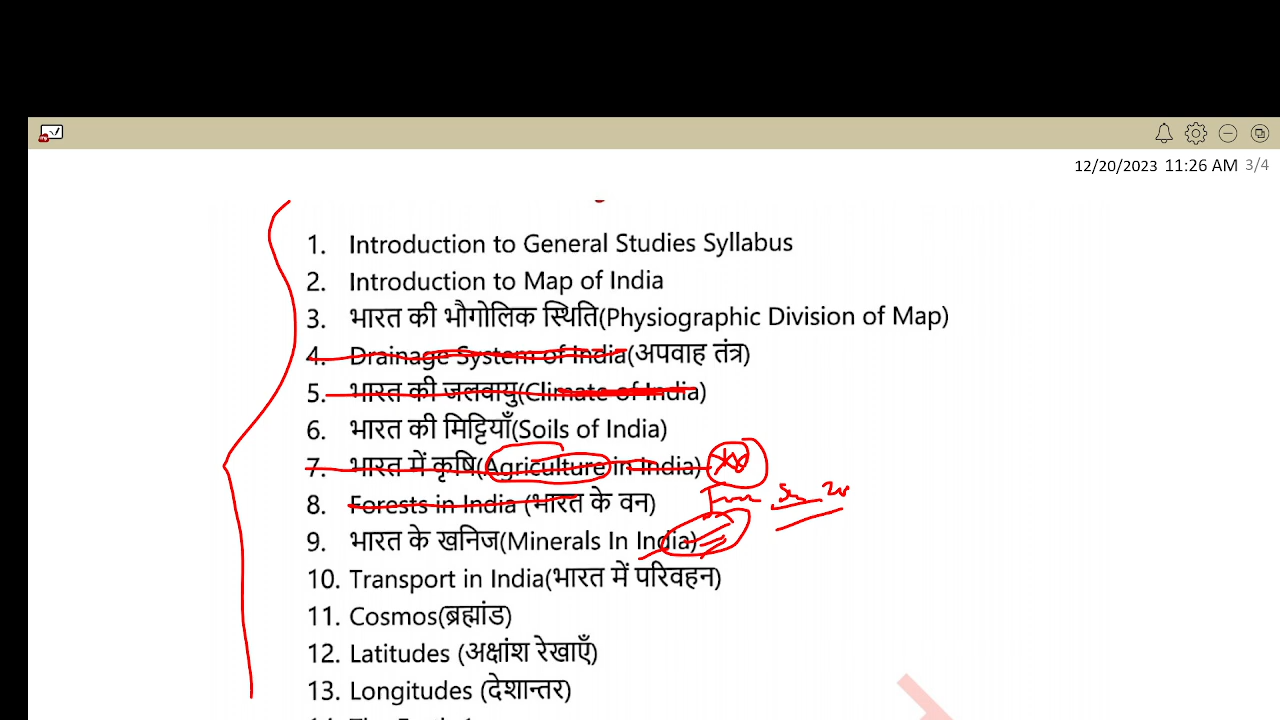 12/20/2023 11:26 AM 3/4
1. Introduction to General Studies Syllabus
2. Introduction to Map of India
3. भारत की भौगोलिक स्थिति(Physiographic Division of Map)
4. Drainage System of India(अपवाह तंत्र)
5. भारत की जलवायु(Climate of India)
6. भारत की मिट्टियाँ(Soils of India)
7. भारत में कृषि(Agriculture in India)
8. Forests in India (भारत के वन)
9. भारत के खनिज(Minerals In India)
10. Transport in India(भारत में परिवहन)
11. Cosmos(ब्रह्मांड)
12. Latitudes (अक्षांश रेखाएँ)
13. Longitudes (देशान्तर)